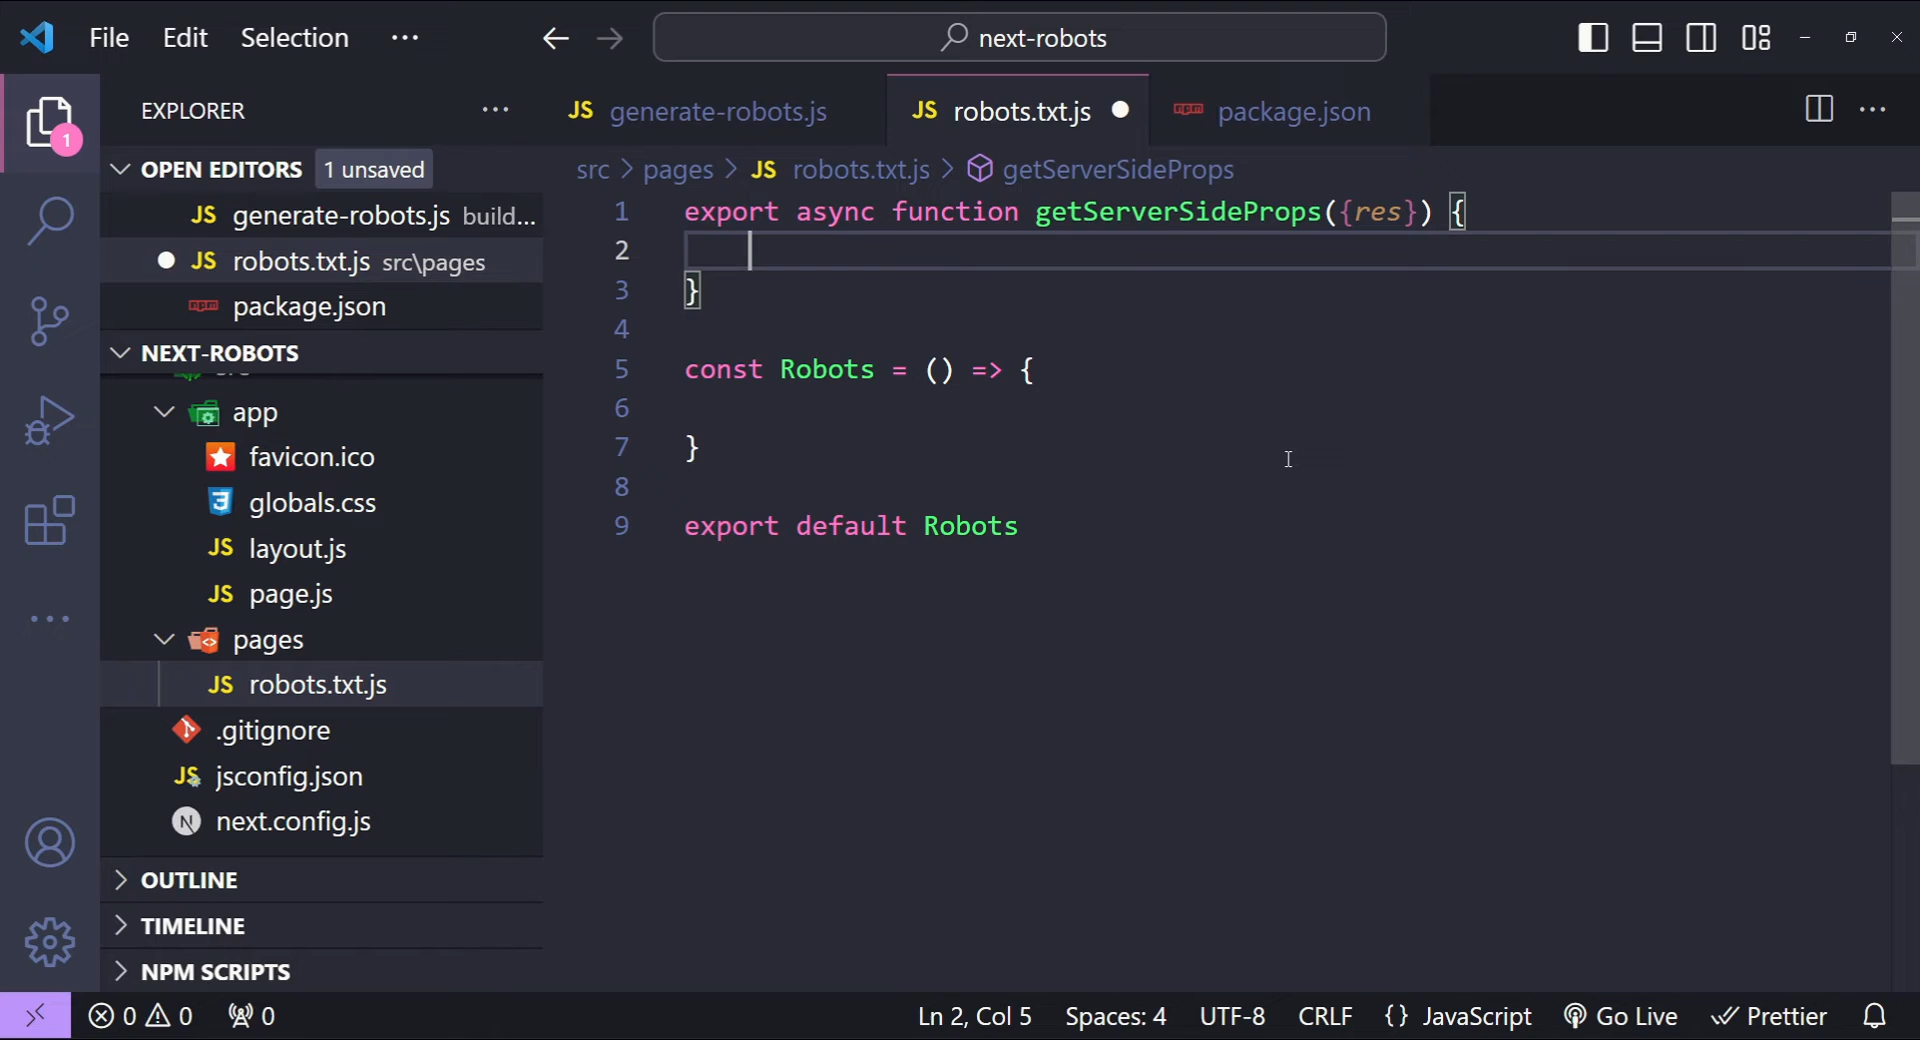 File Edit Selection ···
next-robots
EXPLORER ···
1
OPEN EDITORS 1 unsaved
JS generate-robots.js build...
JS robots.txt.js src\pages
package.json
NEXT-ROBOTS
app
favicon.ico
globals.css
JS layout.js
JS page.js
pages
JS robots.txt.js
.gitignore
JS jsconfig.json
N next.config.js
OUTLINE
TIMELINE
NPM SCRIPTS
JS generate-robots.js
JS robots.txt.js
package.json
···
src > pages > JS robots.txt.js > getServerSideProps
1 export async function getServerSideProps({res}) {
2
3 }
4
5 const Robots = () => {
6
7 }
8
9 export default Robots
0 0 0
Ln 2, Col 5 Spaces: 4 UTF-8 CRLF {} JavaScript Go Live Prettier